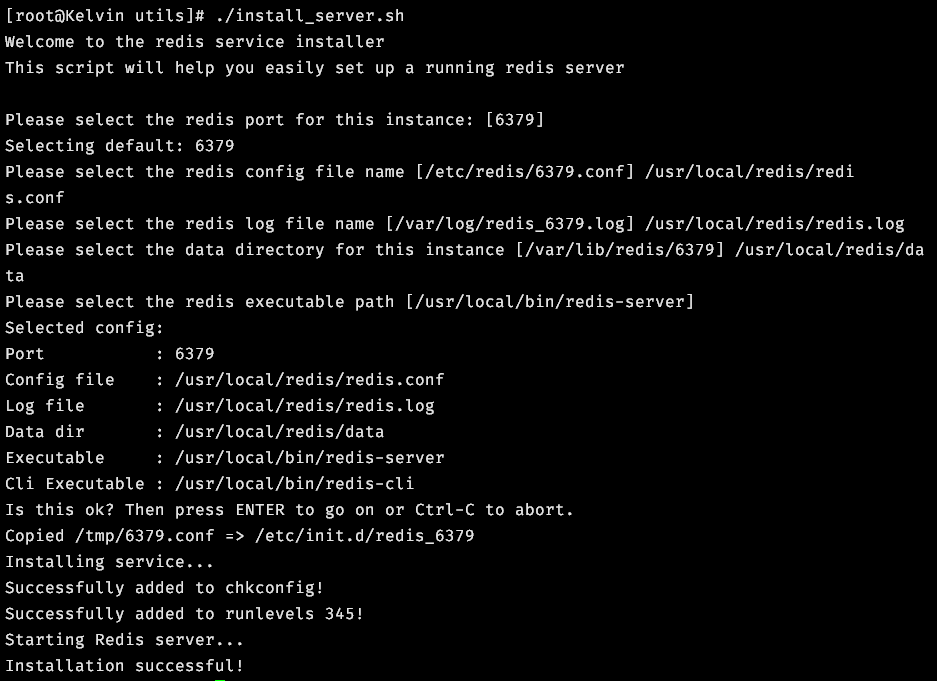 [root@Kelvin utils]# ./install_server.sh
Welcome to the redis service installer
This script will help you easily set up a running redis server

Please select the redis port for this instance: [6379]
Selecting default: 6379
Please select the redis config file name [/etc/redis/6379.conf] /usr/local/redis/redi
s.conf
Please select the redis log file name [/var/log/redis_6379.log] /usr/local/redis/redis.log
Please select the data directory for this instance [/var/lib/redis/6379] /usr/local/redis/da
ta
Please select the redis executable path [/usr/local/bin/redis-server]
Selected config:
Port           : 6379
Config file    : /usr/local/redis/redis.conf
Log file       : /usr/local/redis/redis.log
Data dir       : /usr/local/redis/data
Executable     : /usr/local/bin/redis-server
Cli Executable : /usr/local/bin/redis-cli
Is this ok? Then press ENTER to go on or Ctrl-C to abort.
Copied /tmp/6379.conf => /etc/init.d/redis_6379
Installing service...
Successfully added to chkconfig!
Successfully added to runlevels 345!
Starting Redis server...
Installation successful!